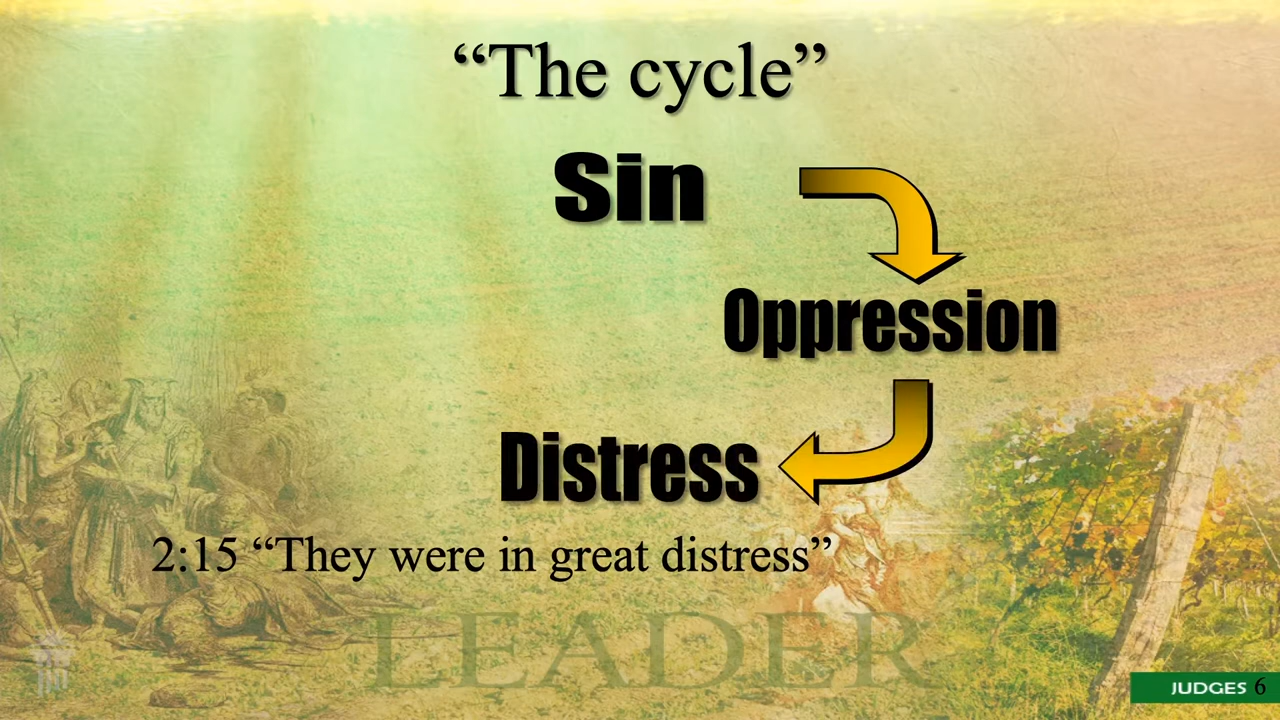 “The cycle”
Sin
Oppression
Distress
2:15 “They were in great distress”
LEADER
JUDGES 6